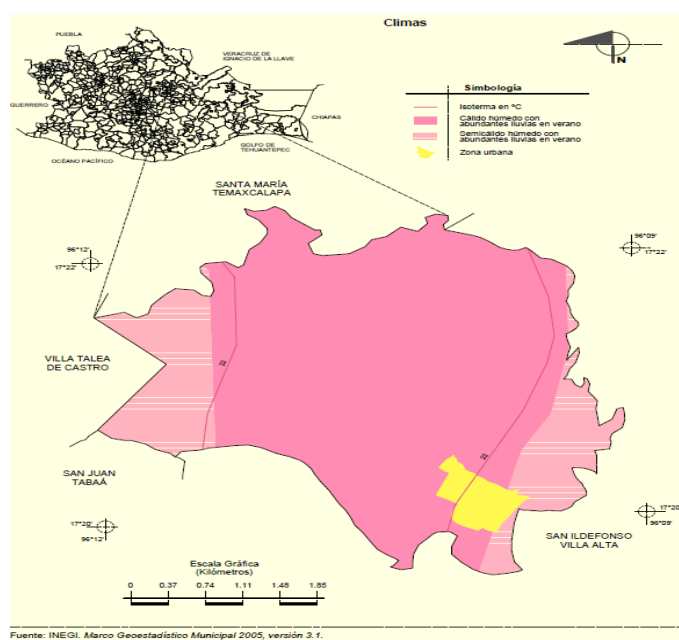 Climas
PUEBLA
VERACRUZ DE
IGNACIO DE LA LLAVE
GUERRERO
CHIAPAS
GOLFO DE
TEHUANTEPEC
OCÉANO PACÍFICO
N
Simbología
Isoterma en °C
Cálido húmedo con
abundantes lluvias en verano
Semicálido húmedo con
abundantes lluvias en verano
Zona urbana
SANTA MARÍA
TEMAXCALAPA
96°12'
17°22'
96°09'
17°22'
VILLA TALEA
DE CASTRO
22
22
SAN JUAN
TABAÁ
17°20'
96°12'
17°20'
96°09'
SAN ILDEFONSO
VILLA ALTA
Escala Gráfica
(Kilómetros)
0 0.37 0.74 1.11 1.48 1.85
Fuente: INEGI. Marco Geoestadístico Municipal 2005, versión 3.1.